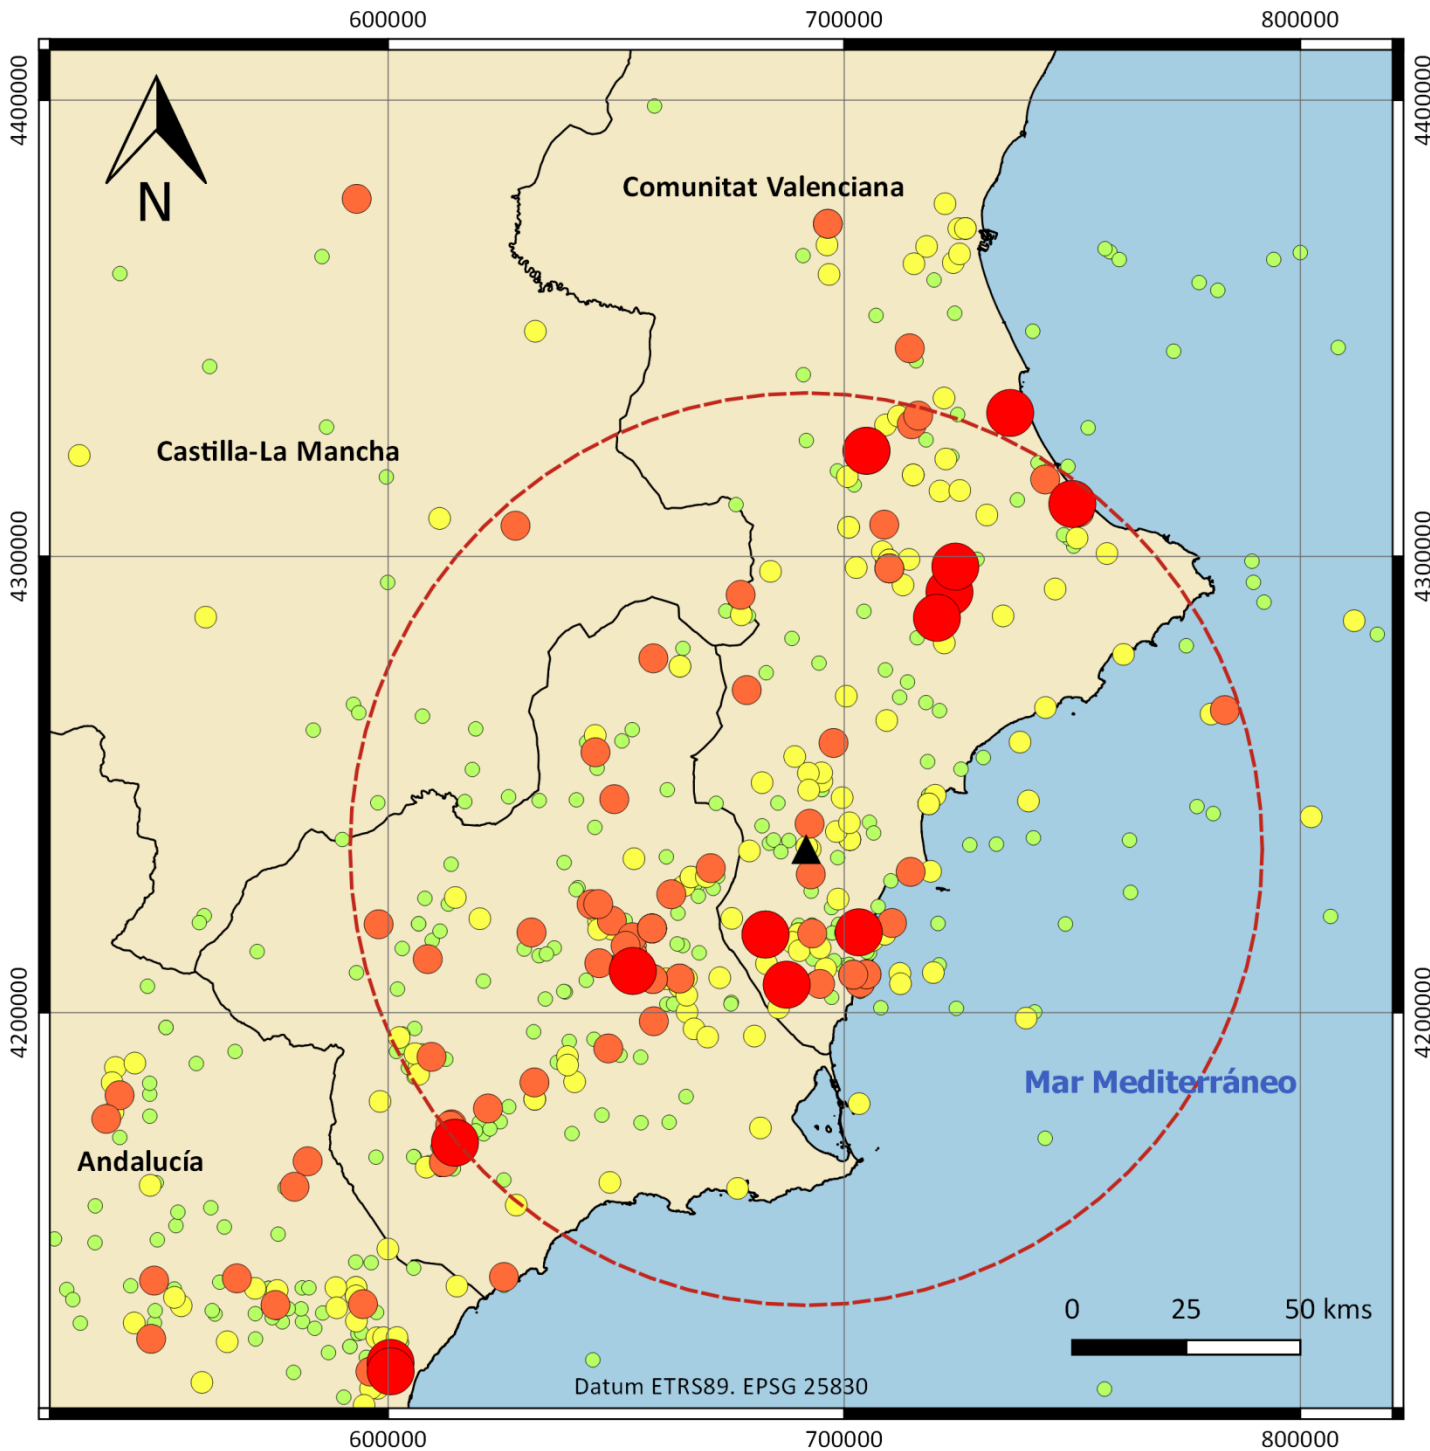 600000 700000 800000
4400000 4400000
N
Comunitat Valenciana
Castilla-La Mancha
4300000 4300000
4200000 4200000
Mar Mediterráneo
Andalucía
0 25 50 kms
Datum ETRS89. EPSG 25830
600000 700000 800000